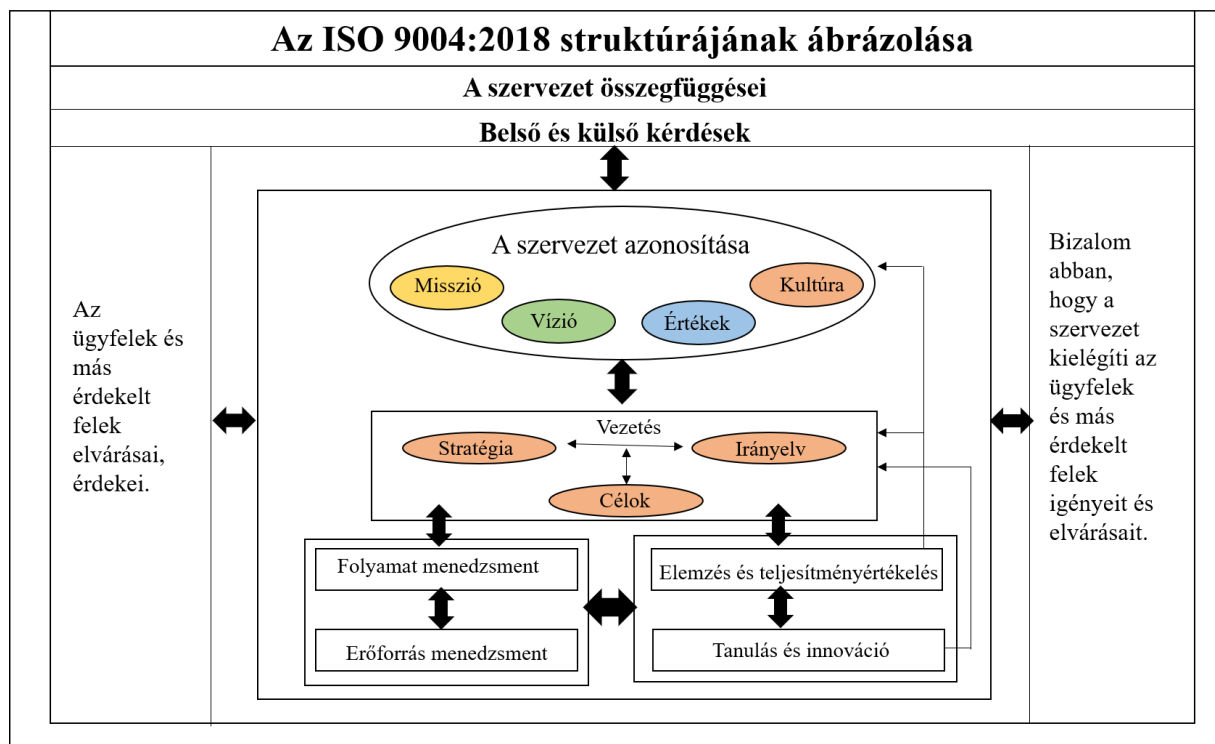 Az ISO 9004:2018 struktúrájának ábrázolása
A szervezet összegfüggései
Belső és külső kérdések
Az
ügyfelek és
más
érdekelt
felek
elvárásai,
érdekei.
A szervezet azonosítása
Misszió
Kultúra
Vízió
Értékek
Vezetés
Stratégia
Irányelv
Célok
Folyamat menedzsment
Erőforrás menedzsment
Elemzés és teljesítményértékelés
Tanulás és innováció
Bizalom
abban,
hogy a
szervezet
kielégíti az
ügyfelek
és más
érdekelt
felek
igényeit és
elvárásait.